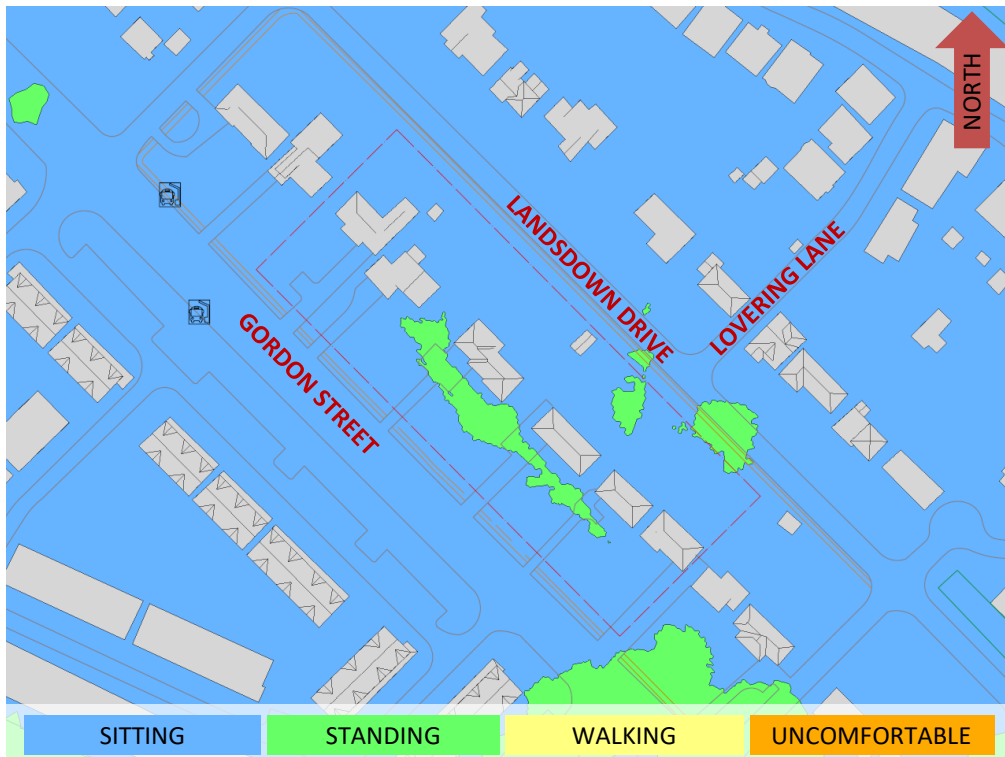 NORTH
LANDSDOWN DRIVE
LOVERING LANE
GORDON STREET
SITTING
STANDING
WALKING
UNCOMFORTABLE